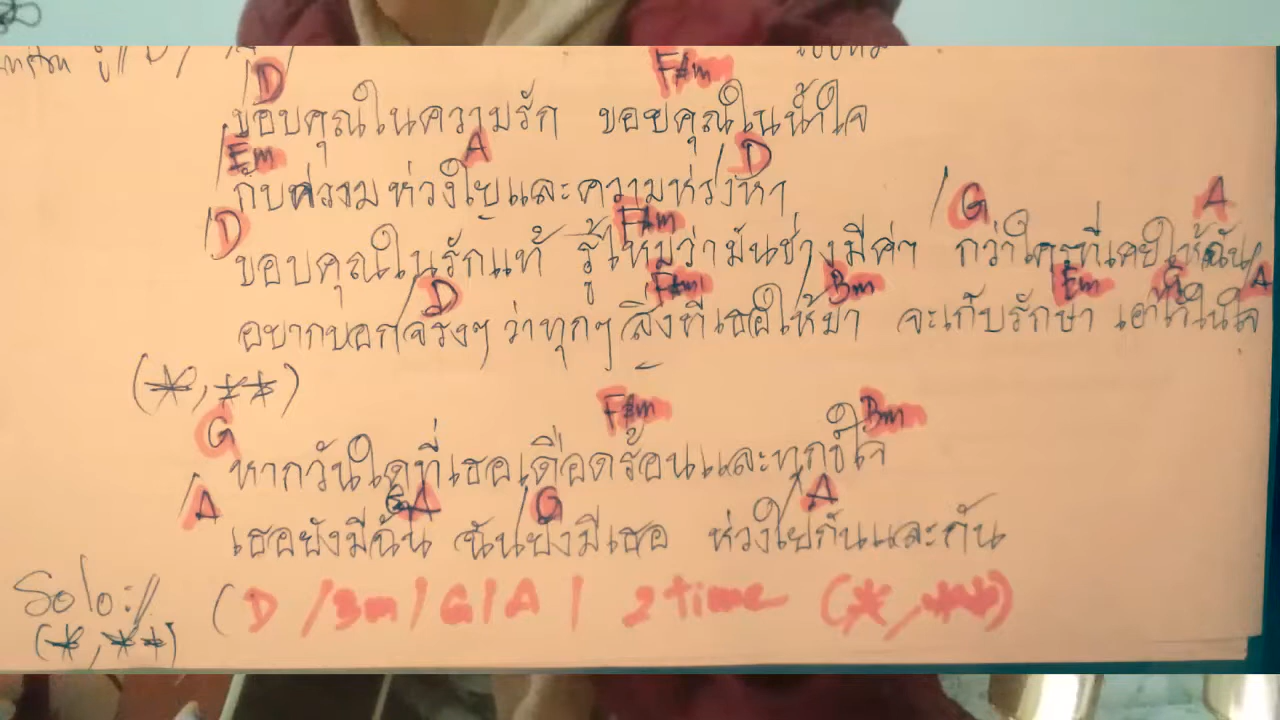 D F#m
ขอบคุณในความรัก ขอบคุณในน้ำใจ
Em A D
กับความห่วงใยและความห่วงหา
D F#m G A
ขอบคุณในรักแท้ รู้ไหมว่ามันช่างมีค่า กว่าใครที่เคยให้ฉัน
D F#m Bm Em G A
อยากบอกจริงๆ ว่าทุกๆ สิ่งที่เธอให้มา จะเก็บรักษา เอาไว้ในใจ
(*, **)
G F#m Bm
หากวันใดที่เธอเดือดร้อนและทุกข์ใจ
A A G A
เธอยังมีฉัน ฉันยังมีเธอ ห่วงใยกันและกัน
Solo:// ( D / Bm / G / A / 2 time (*, **)
(*, **)